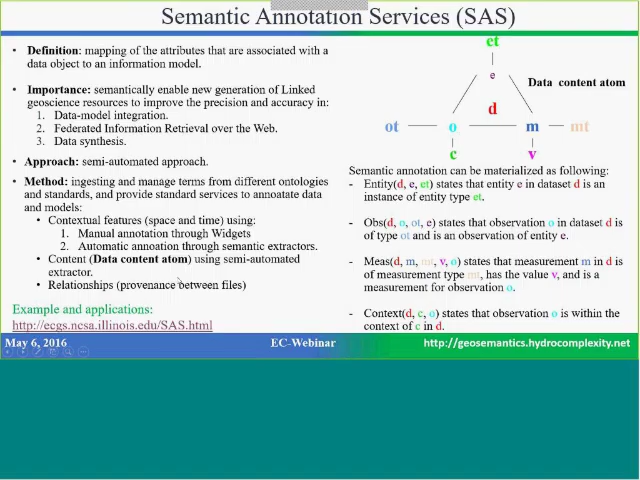 Semantic Annotation Services (SAS)
• Definition: mapping of the attributes that are associated with a
data object to an information model.
• Importance: semantically enable new generation of Linked
geoscience resources to improve the precision and accuracy in:
1. Data-model integration.
2. Federated Information Retrieval over the Web.
3. Data synthesis.
• Approach: semi-automated approach.
• Method: ingesting and manage terms from different ontologies
and standards, and provide standard services to annoatate data
and models:
• Contextual features (space and time) using:
1. Manual annotation through Widgets
2. Automatic annoation through semantic extractors.
• Content (Data content atom) using semi-automated
extractor.
• Relationships (provenance between files)
Example and applications:
http://ecgs.ncsa.illinois.edu/SAS.html
et
e
Data content atom
d
ot o m mt
c v
Semantic annotation can be materialized as following:
- Entity(d, e, et) states that entity e in dataset d is an
instance of entity type et.
- Obs(d, o, ot, e) states that observation o in dataset d is
of type ot and is an observation of entity e.
- Meas(d, m, mt, v, o) states that measurement m in d is
of measurement type mt, has the value v, and is a
measurement for observation o.
- Context(d, c, o) states that observation o is within the
context of c in d.
May 6, 2016 EC-Webinar http://geosemantics.hydrocomplexity.net